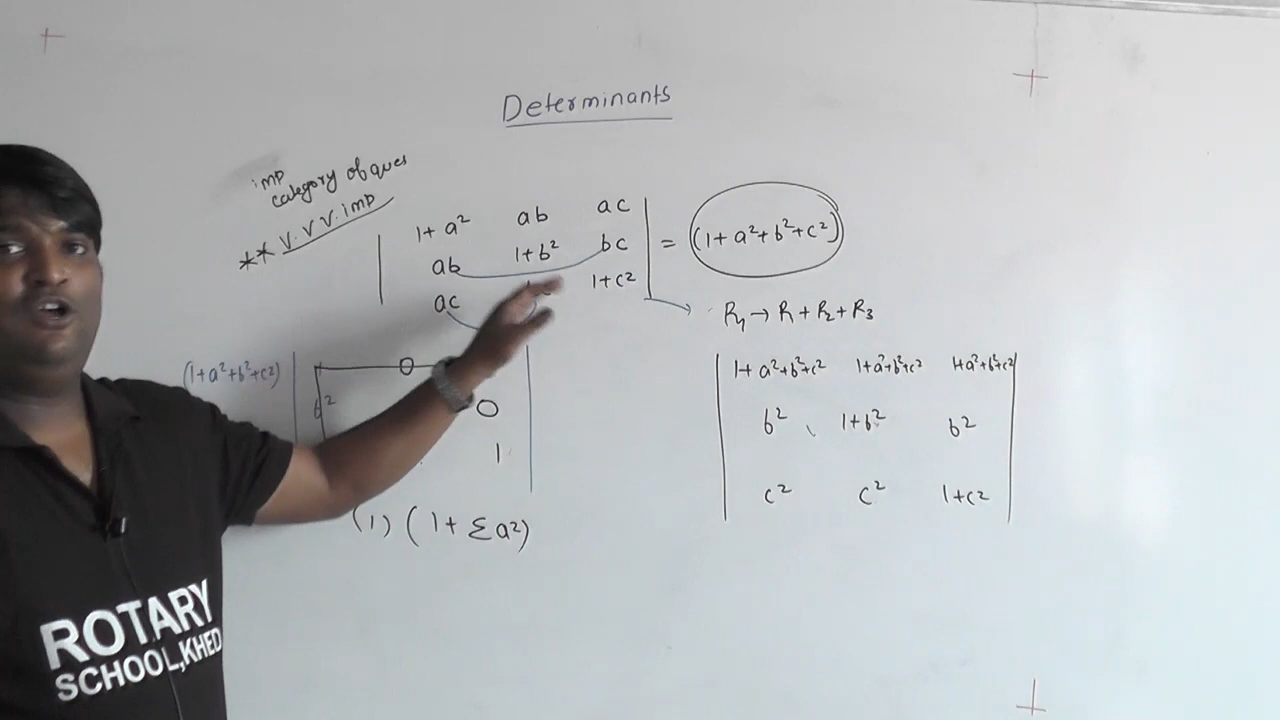 Determinants
imp
category of ques
** V.V.V.imp
| 1+a² ab ac |
| ab 1+b² bc | = (1+a²+b²+c²)
| ac 1+c² |
R₁ → R₁ + R₂ + R₃
(1+a²+b²+c²) | 0
b² 0
1 |
(1) (1 + Σa²)
| 1+a²+b²+c² 1+a²+b²+c² 1+a²+b²+c² |
| b² 1+b² b² |
| c² c² 1+c² |
ROTARY
SCHOOL,KHED